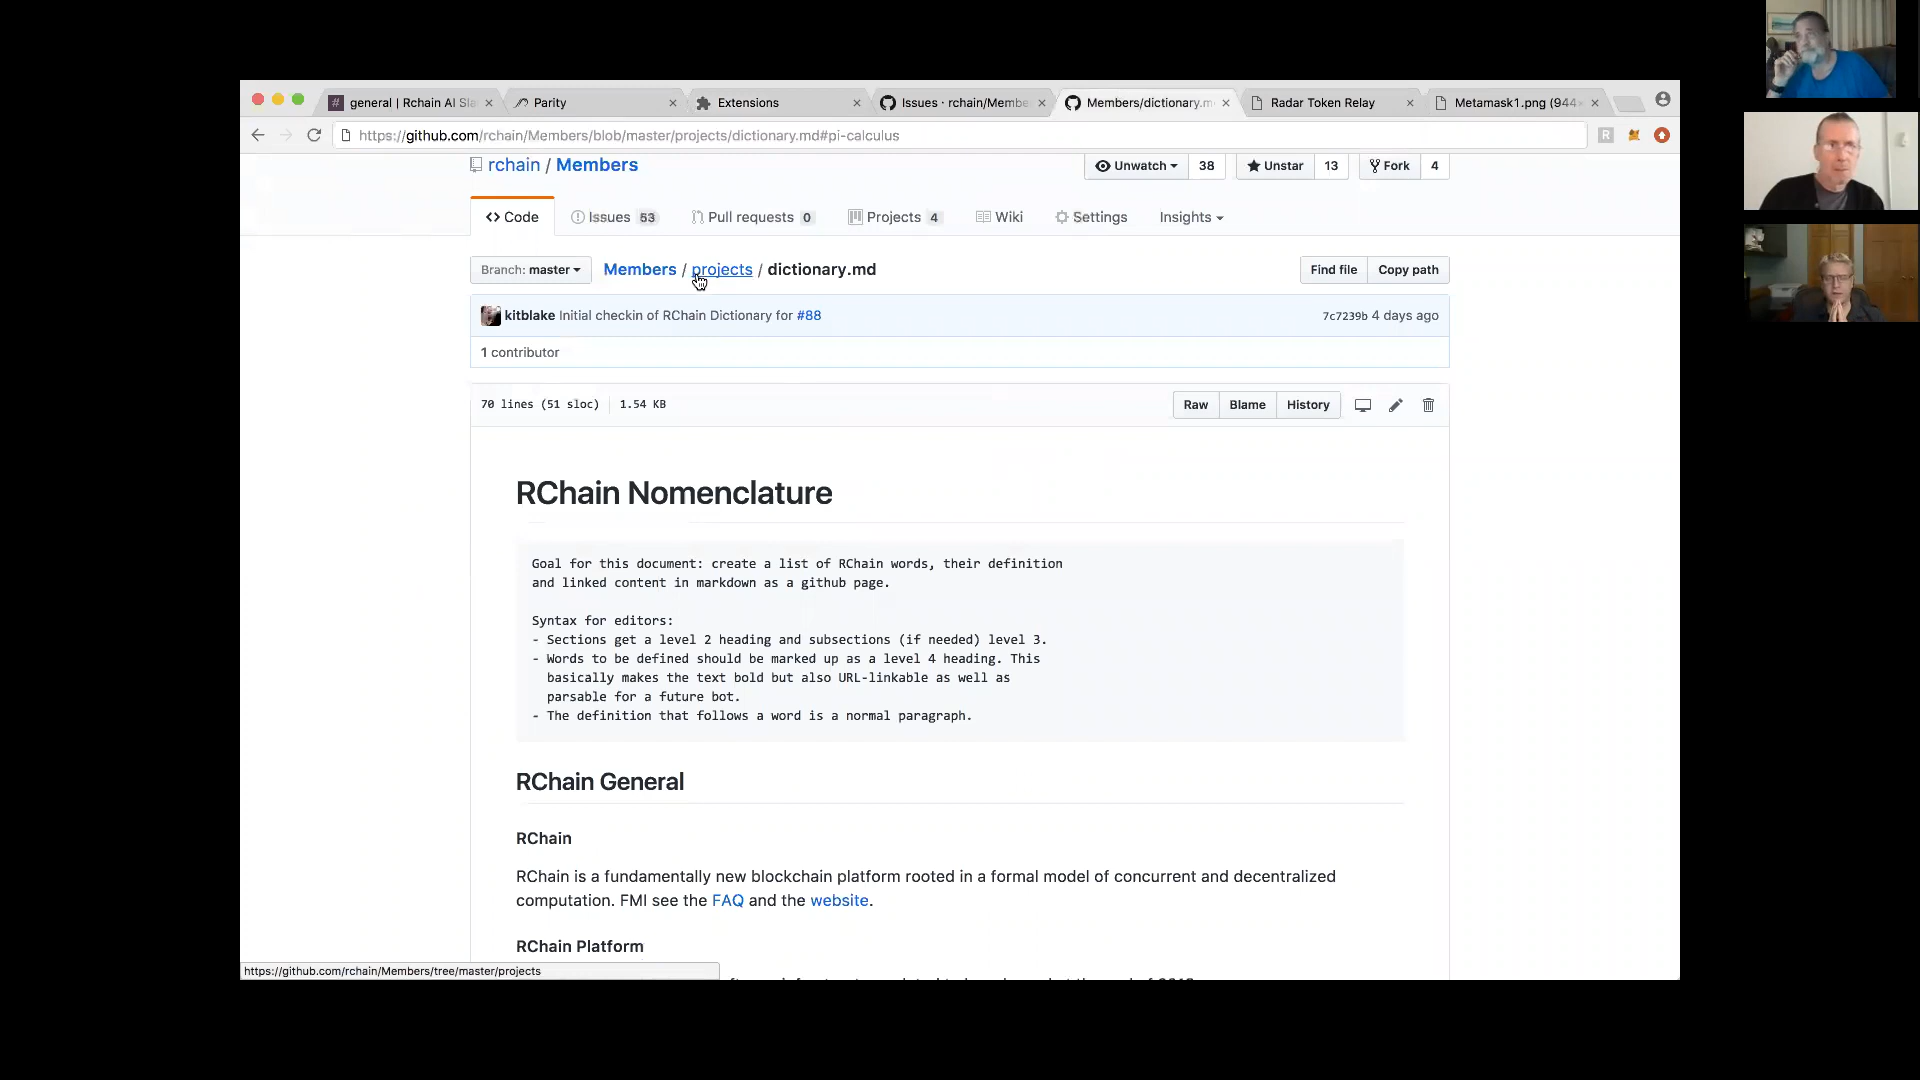 general | Rchain AI Sla
Parity
Extensions
Issues · rchain/Membe
Members/dictionary.m
Radar Token Relay
Metamask1.png (944
https://github.com/rchain/Members/blob/master/projects/dictionary.md#pi-calculus
rchain / Members
Unwatch 38
Unstar 13
Fork 4
Code
Issues 53
Pull requests 0
Projects 4
Wiki
Settings
Insights
Branch: master
Members / projects / dictionary.md
Find file
Copy path
kitblake Initial checkin of RChain Dictionary for #88
7c7239b 4 days ago
1 contributor
70 lines (51 sloc)
1.54 KB
Raw
Blame
History
RChain Nomenclature
Goal for this document: create a list of RChain words, their definition
and linked content in markdown as a github page.
Syntax for editors:
- Sections get a level 2 heading and subsections (if needed) level 3.
- Words to be defined should be marked up as a level 4 heading. This
basically makes the text bold but also URL-linkable as well as
parsable for a future bot.
- The definition that follows a word is a normal paragraph.
RChain General
RChain
RChain is a fundamentally new blockchain platform rooted in a formal model of concurrent and decentralized
computation. FMI see the FAQ and the website.
RChain Platform
https://github.com/rchain/Members/tree/master/projects